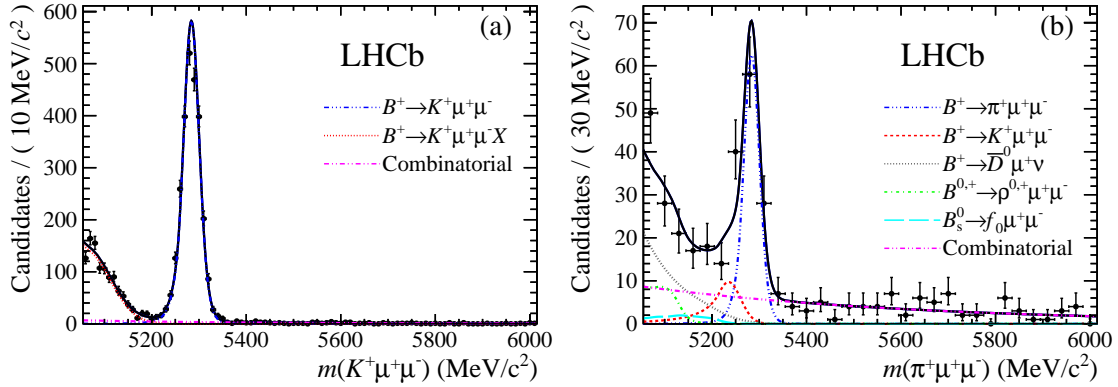 (a)
LHCb
B⁺→K⁺μ⁺μ⁻
B⁺→K⁺μ⁺μ⁻X
Combinatorial
Candidates / ( 10 MeV/c² )
600
500
400
300
200
100
0
5200 5400 5600 5800 6000
m(K⁺μ⁺μ⁻) (MeV/c²)
(b)
LHCb
B⁺→π⁺μ⁺μ⁻
B⁺→K⁺μ⁺μ⁻
B⁺→D̅⁰μ⁺ν
B⁰,⁺→ρ⁰,⁺μ⁺μ⁻
B⁰ₛ→f₀μ⁺μ⁻
Combinatorial
Candidates / ( 30 MeV/c² )
70
60
50
40
30
20
10
0
5200 5400 5600 5800 6000
m(π⁺μ⁺μ⁻) (MeV/c²)